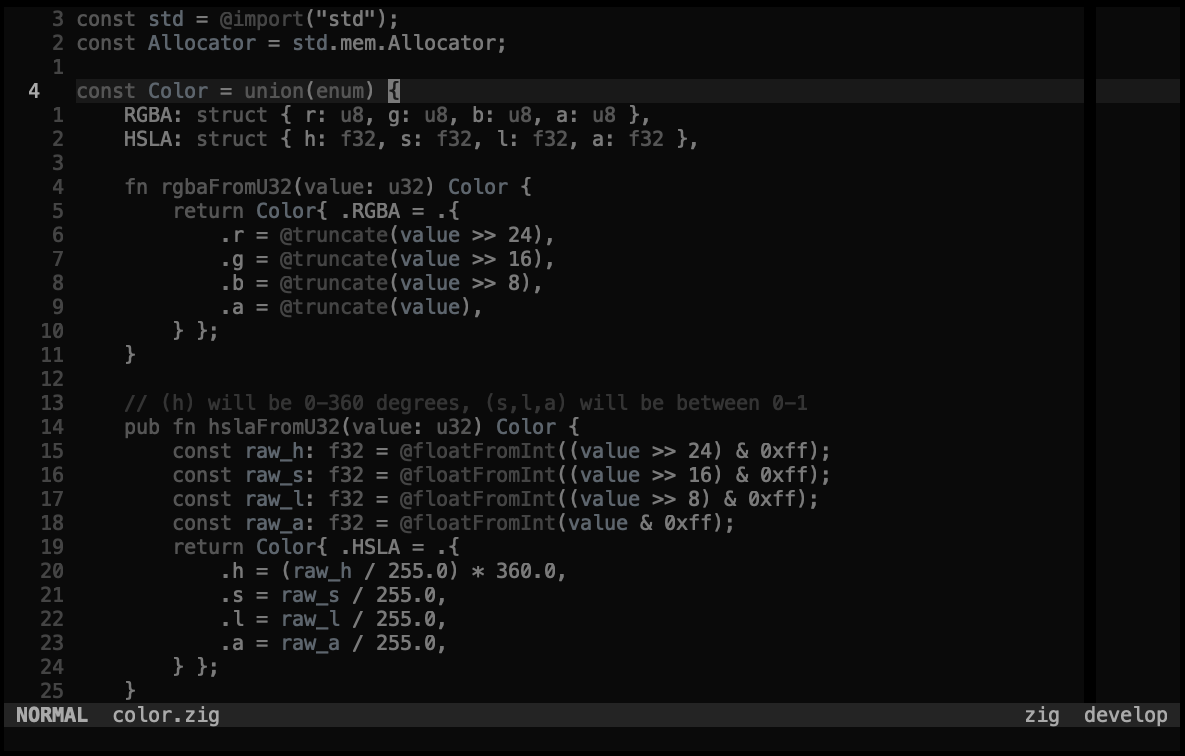 3 const std = @import("std");
2 const Allocator = std.mem.Allocator;
1
4 const Color = union(enum) {
1     RGBA: struct { r: u8, g: u8, b: u8, a: u8 },
2     HSLA: struct { h: f32, s: f32, l: f32, a: f32 },
3
4     fn rgbaFromU32(value: u32) Color {
5         return Color{ .RGBA = .{
6             .r = @truncate(value >> 24),
7             .g = @truncate(value >> 16),
8             .b = @truncate(value >> 8),
9             .a = @truncate(value),
10         } };
11     }
12
13     // (h) will be 0-360 degrees, (s,l,a) will be between 0-1
14     pub fn hslaFromU32(value: u32) Color {
15         const raw_h: f32 = @floatFromInt((value >> 24) & 0xff);
16         const raw_s: f32 = @floatFromInt((value >> 16) & 0xff);
17         const raw_l: f32 = @floatFromInt((value >> 8) & 0xff);
18         const raw_a: f32 = @floatFromInt(value & 0xff);
19         return Color{ .HSLA = .{
20             .h = (raw_h / 255.0) * 360.0,
21             .s = raw_s / 255.0,
22             .l = raw_l / 255.0,
23             .a = raw_a / 255.0,
24         } };
25     }
NORMAL color.zig zig develop